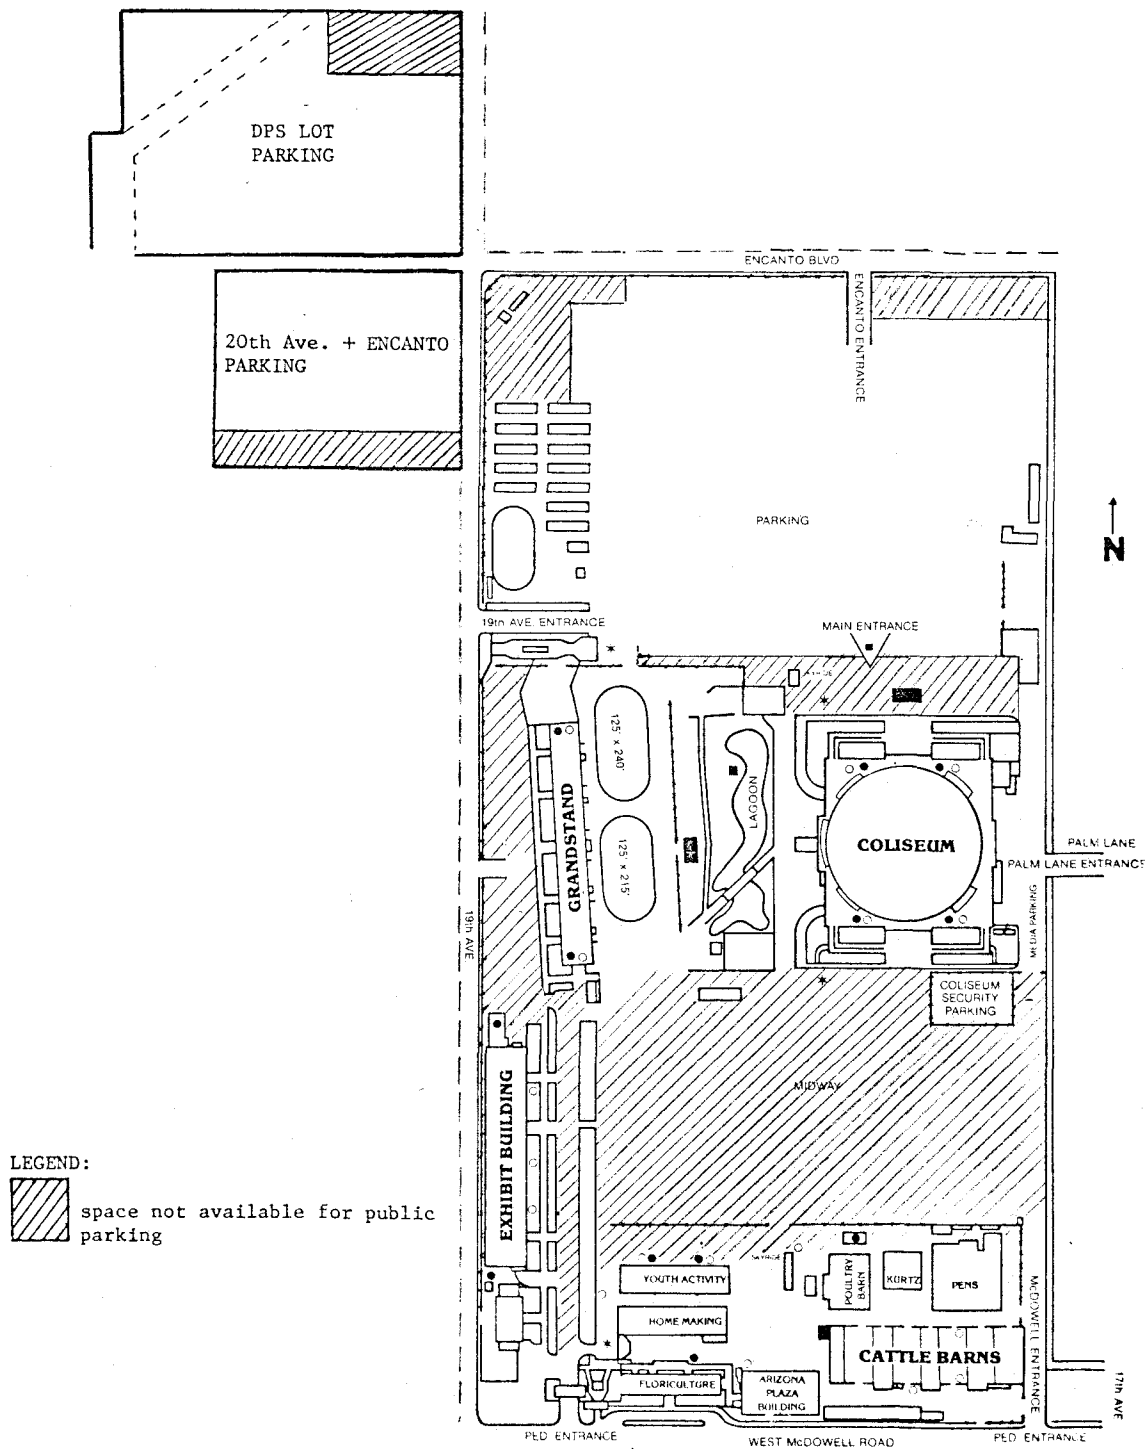 DPS LOT
PARKING
ENCANTO BLVD
ENCANTO ENTRANCE
20th Ave. + ENCANTO
PARKING
PARKING
N
19th AVE. ENTRANCE
MAIN ENTRANCE
125' x 240'
GRANDSTAND
LAGOON
COLISEUM
125' x 215'
PALM LANE
PALM LANE ENTRANCE
19th AVE.
MEDIA PARKING
COLISEUM
SECURITY
PARKING
MIDWAY
EXHIBIT BUILDING
LEGEND:
space not available for public
parking
SKYRIDE
YOUTH ACTIVITY
POULTRY
BARN
KURTZ
PENS
McDOWELL ENTRANCE
HOME MAKING
CATTLE BARNS
FLORICULTURE
ARIZONA
PLAZA
BUILDING
17th AVE
PED ENTRANCE
WEST McDOWELL ROAD
PED ENTRANCE